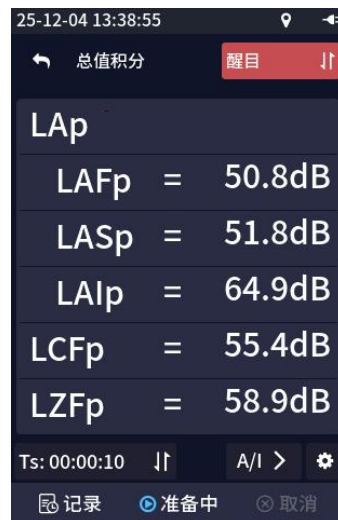 25-12-04 13:38:55
总值积分 醒目
LAp
LAFp = 50.8dB
LASp = 51.8dB
LAIp = 64.9dB
LCFp = 55.4dB
LZFp = 58.9dB
Ts: 00:00:10 A/I >
记录 准备中 取消